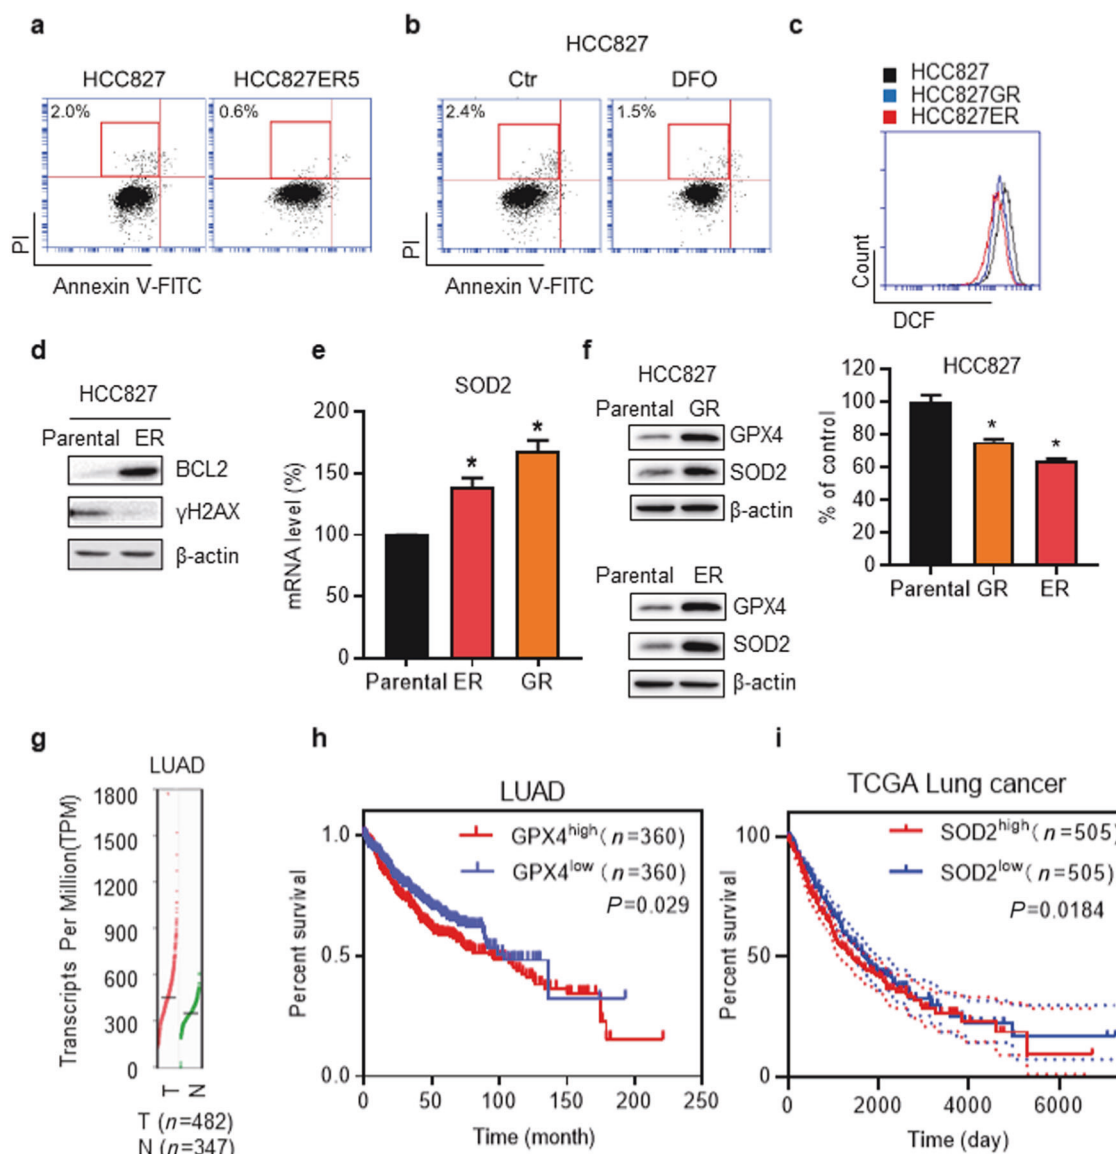 a
HCC827
HCC827ER5
2.0%
0.6%
PI
Annexin V-FITC
b
HCC827
Ctr
DFO
2.4%
1.5%
PI
Annexin V-FITC
c
HCC827
HCC827GR
HCC827ER
Count
DCF
HCC827
% of control
120
100
80
60
40
20
0
*
*
Parental GR ER
d
HCC827
Parental ER
BCL2
γH2AX
β-actin
e
SOD2
mRNA level (%)
200
150
100
50
0
*
*
Parental ER GR
f
HCC827
Parental GR
GPX4
SOD2
β-actin
Parental ER
GPX4
SOD2
β-actin
g
LUAD
Transcripts Per Million(TPM)
1800
1500
1200
900
600
300
0
T
N
T (n=482)
N (n=347)
h
LUAD
Percent survival
1.0
0.5
0.0
GPX4high (n=360)
GPX4low (n=360)
P=0.029
0 50 100 150 200 250
Time (month)
i
TCGA Lung cancer
Percent survival
100
50
0
SOD2high (n=505)
SOD2low (n=505)
P=0.0184
0 2000 4000 6000
Time (day)